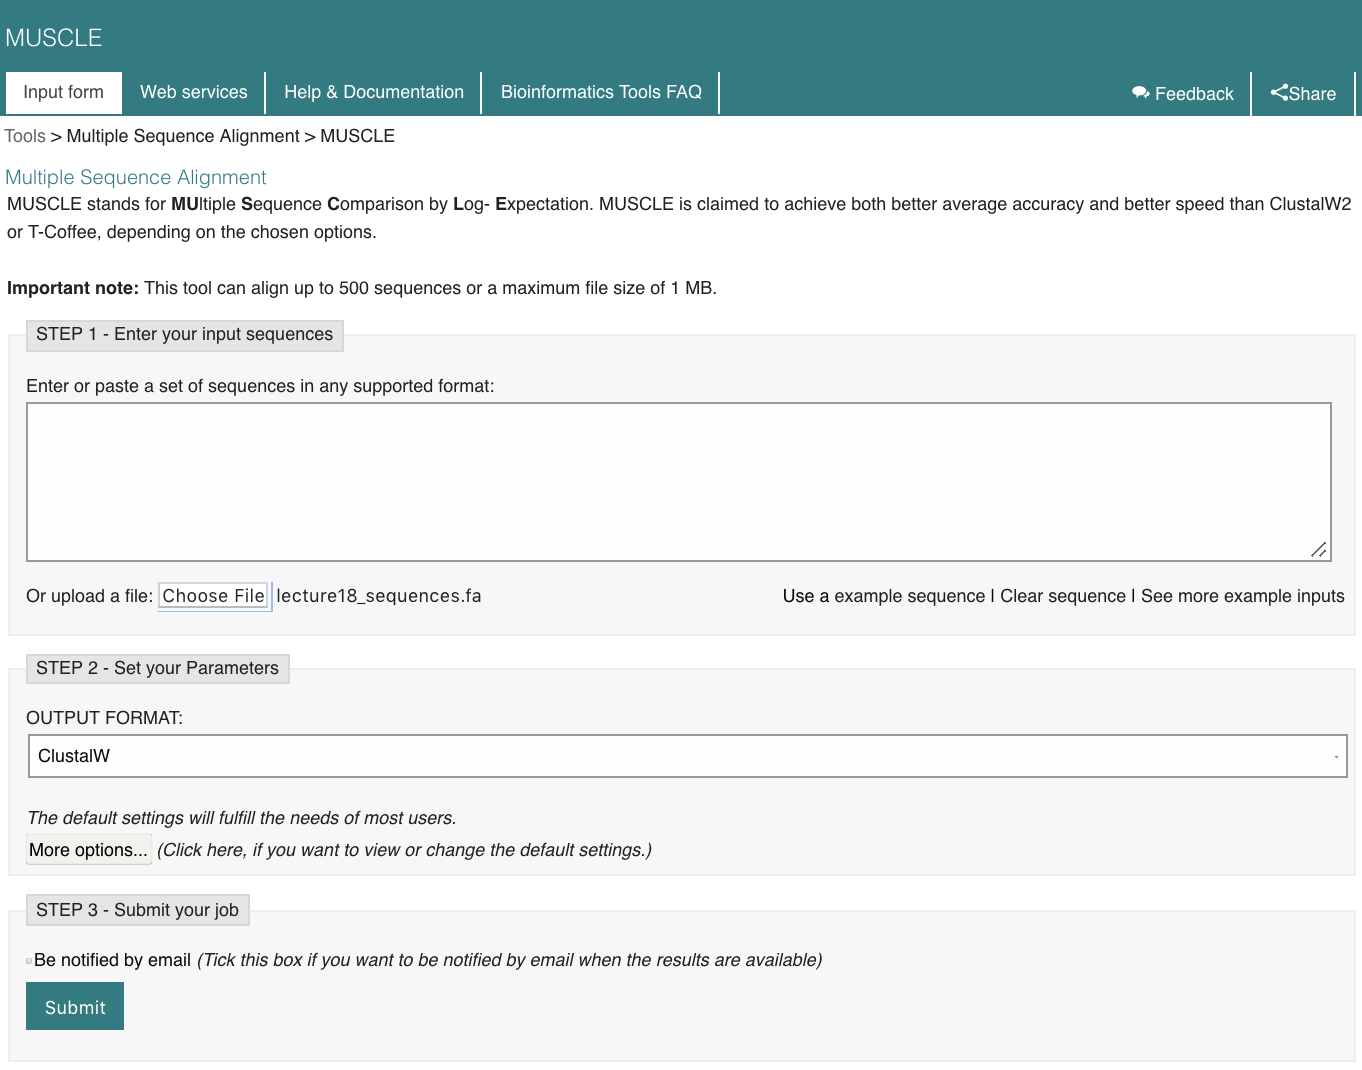 MUSCLE
Input form Web services Help & Documentation Bioinformatics Tools FAQ Feedback Share
Tools > Multiple Sequence Alignment > MUSCLE
Multiple Sequence Alignment
MUSCLE stands for MUltiple Sequence Comparison by Log- Expectation. MUSCLE is claimed to achieve both better average accuracy and better speed than ClustalW2
or T-Coffee, depending on the chosen options.
Important note: This tool can align up to 500 sequences or a maximum file size of 1 MB.
STEP 1 - Enter your input sequences
Enter or paste a set of sequences in any supported format:
Or upload a file: Choose File lecture18_sequences.fa Use a example sequence | Clear sequence | See more example inputs
STEP 2 - Set your Parameters
OUTPUT FORMAT:
ClustalW
The default settings will fulfill the needs of most users.
More options... (Click here, if you want to view or change the default settings.)
STEP 3 - Submit your job
Be notified by email (Tick this box if you want to be notified by email when the results are available)
Submit